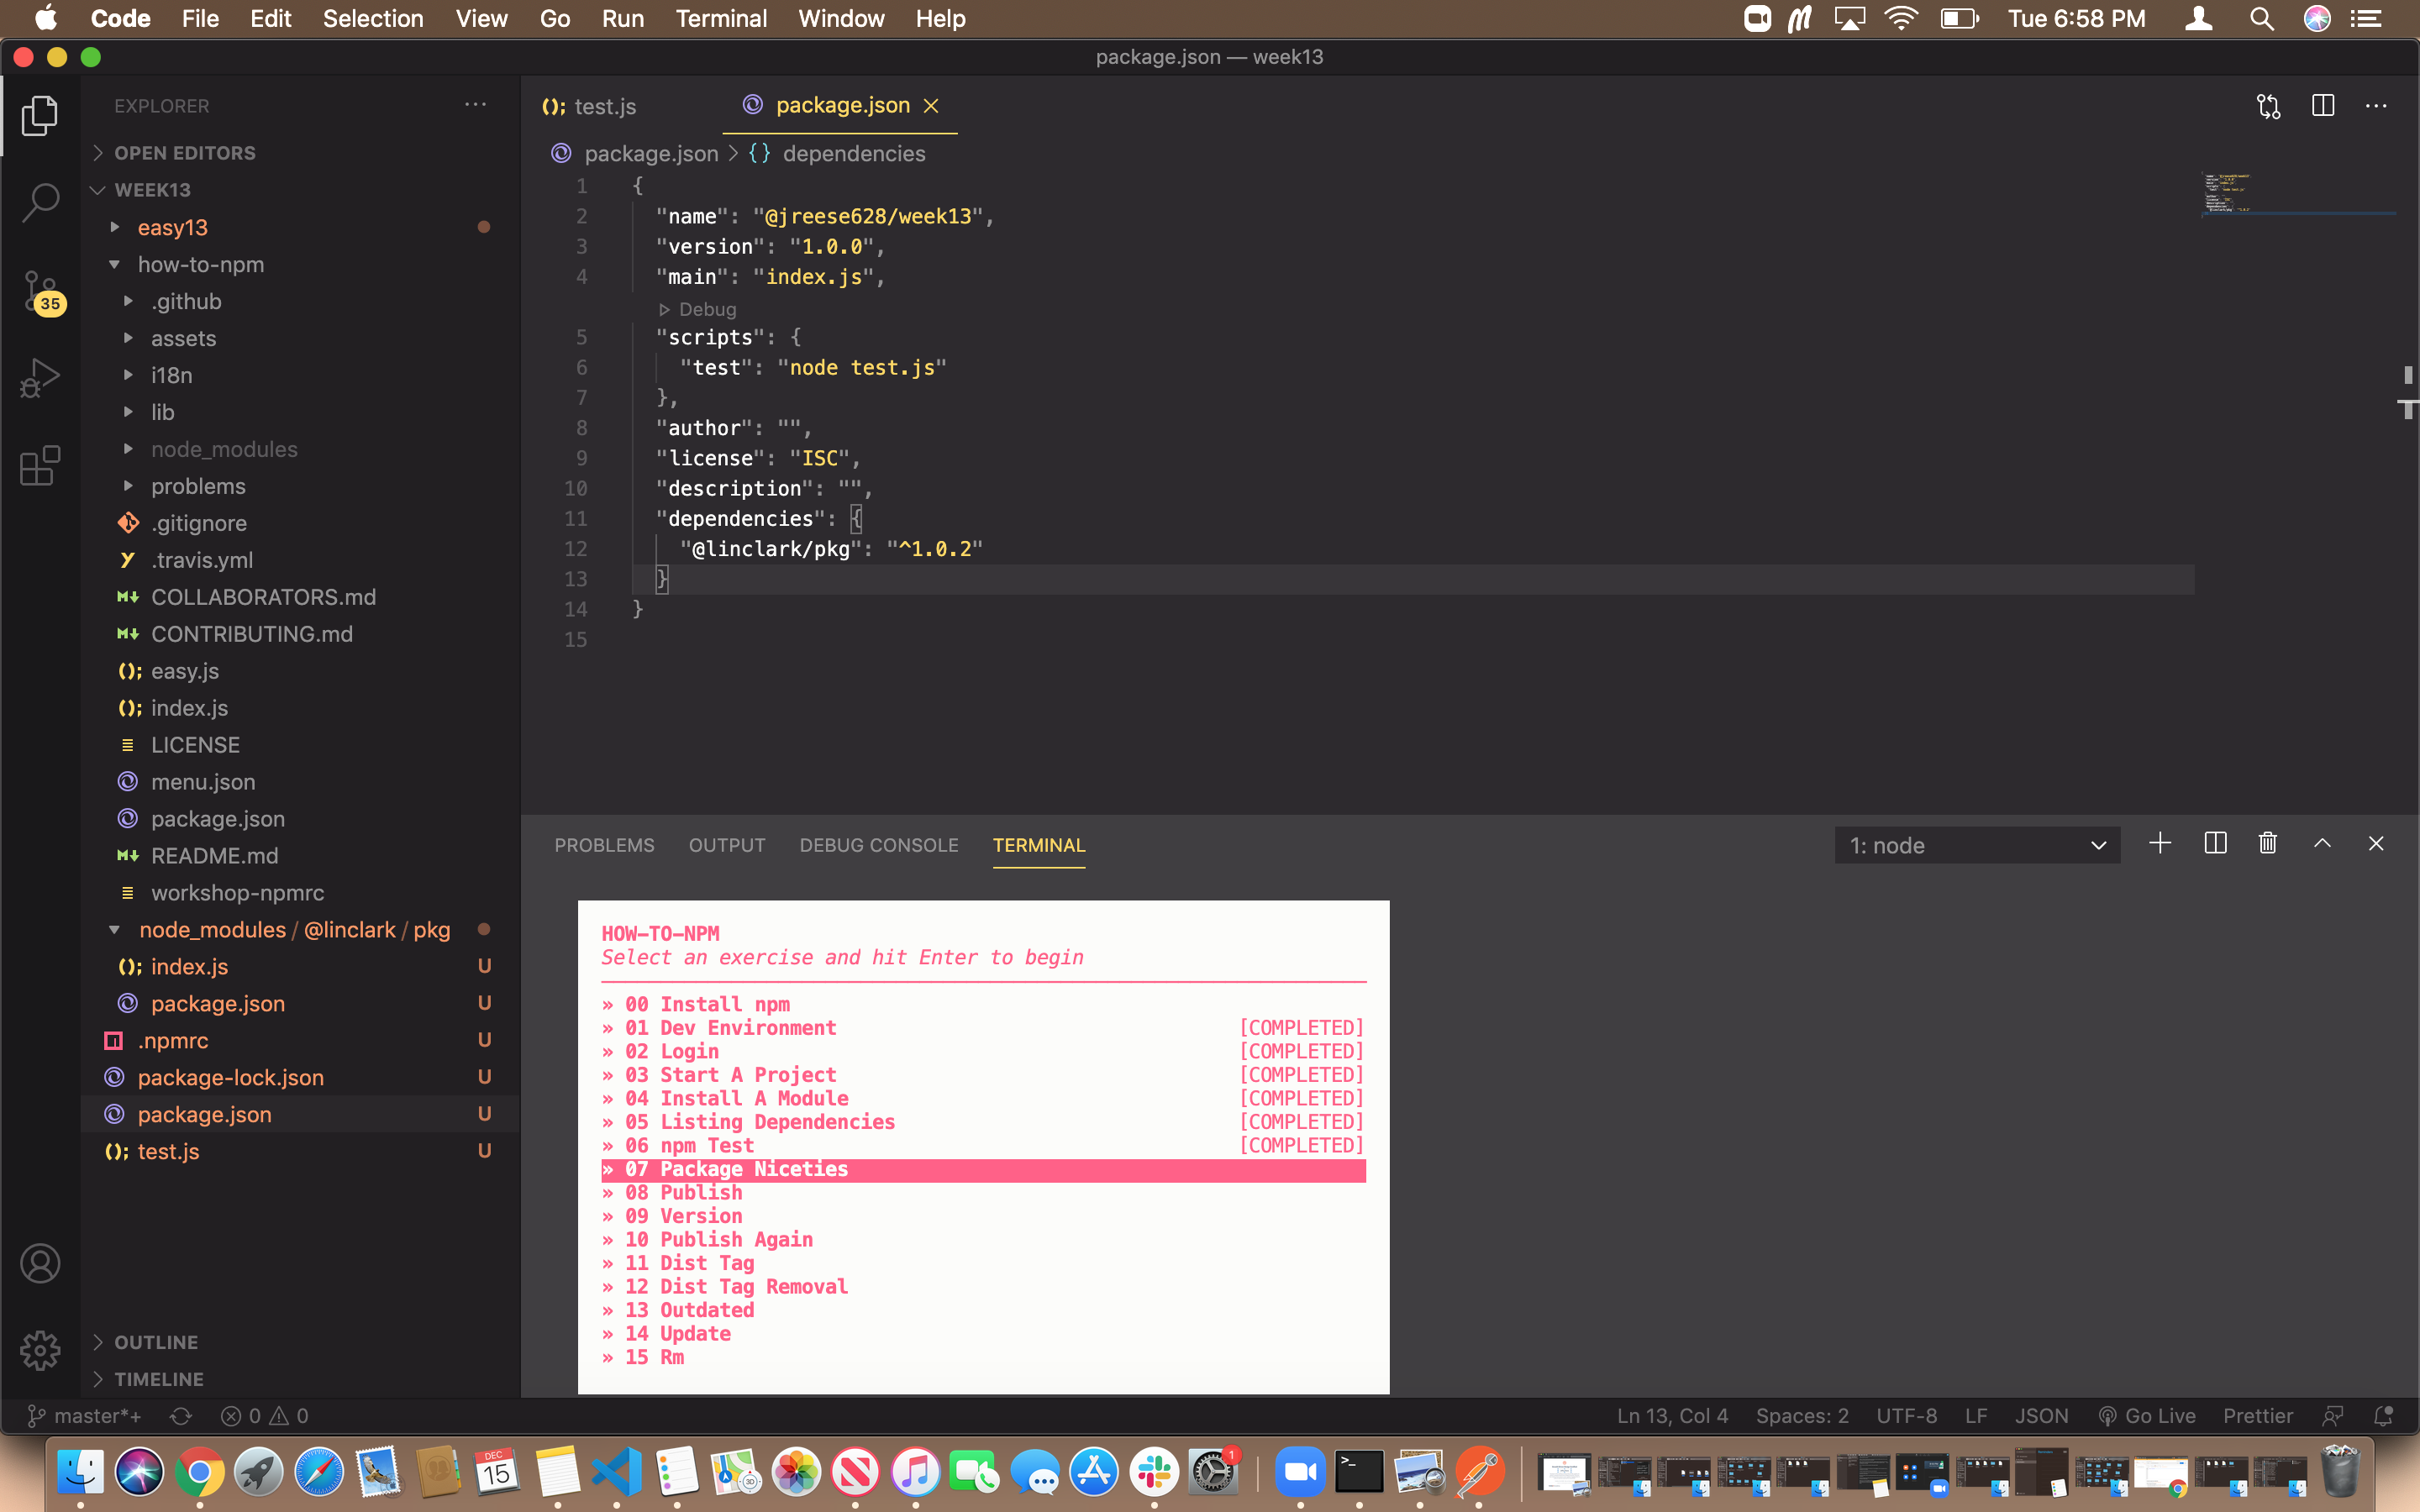 Code File Edit Selection View Go Run Terminal Window Help Tue 6:58 PM
package.json — week13
EXPLORER
OPEN EDITORS
WEEK13
easy13
how-to-npm
.github
assets
i18n
lib
node_modules
problems
.gitignore
.travis.yml
COLLABORATORS.md
CONTRIBUTING.md
easy.js
index.js
LICENSE
menu.json
package.json
README.md
workshop-npmrc
node_modules / @linclark / pkg
index.js U
package.json U
.npmrc U
package-lock.json U
package.json U
test.js U
OUTLINE
TIMELINE
35
test.js package.json
package.json > {} dependencies
1 {
2 "name": "@jreese628/week13",
3 "version": "1.0.0",
4 "main": "index.js",
Debug
5 "scripts": {
6 "test": "node test.js"
7 },
8 "author": "",
9 "license": "ISC",
10 "description": "",
11 "dependencies": {
12 "@linclark/pkg": "^1.0.2"
13 }
14 }
15
PROBLEMS OUTPUT DEBUG CONSOLE TERMINAL 1: node
HOW-TO-NPM
Select an exercise and hit Enter to begin
» 00 Install npm
» 01 Dev Environment [COMPLETED]
» 02 Login [COMPLETED]
» 03 Start A Project [COMPLETED]
» 04 Install A Module [COMPLETED]
» 05 Listing Dependencies [COMPLETED]
» 06 npm Test [COMPLETED]
» 07 Package Niceties
» 08 Publish
» 09 Version
» 10 Publish Again
» 11 Dist Tag
» 12 Dist Tag Removal
» 13 Outdated
» 14 Update
» 15 Rm
master*+ 0 0 Ln 13, Col 4 Spaces: 2 UTF-8 LF JSON Go Live Prettier
DEC
15
3D
1